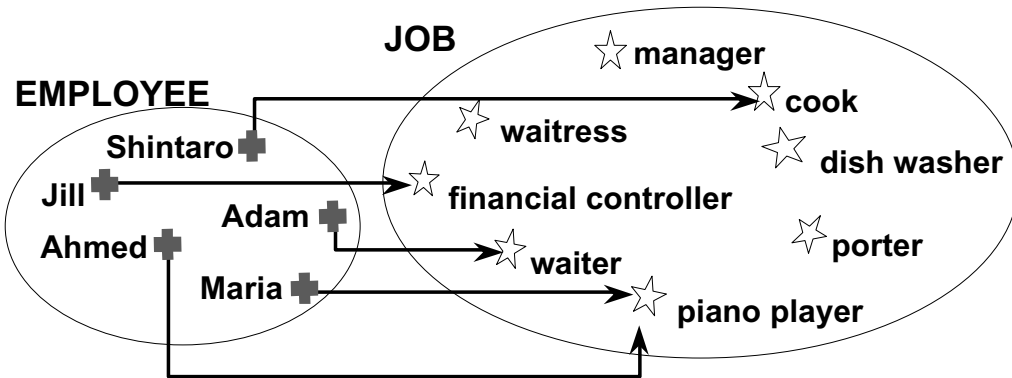 JOB
manager
EMPLOYEE
cook
Shintaro
waitress
dish washer
Jill
financial controller
Adam
Ahmed
porter
waiter
Maria
piano player